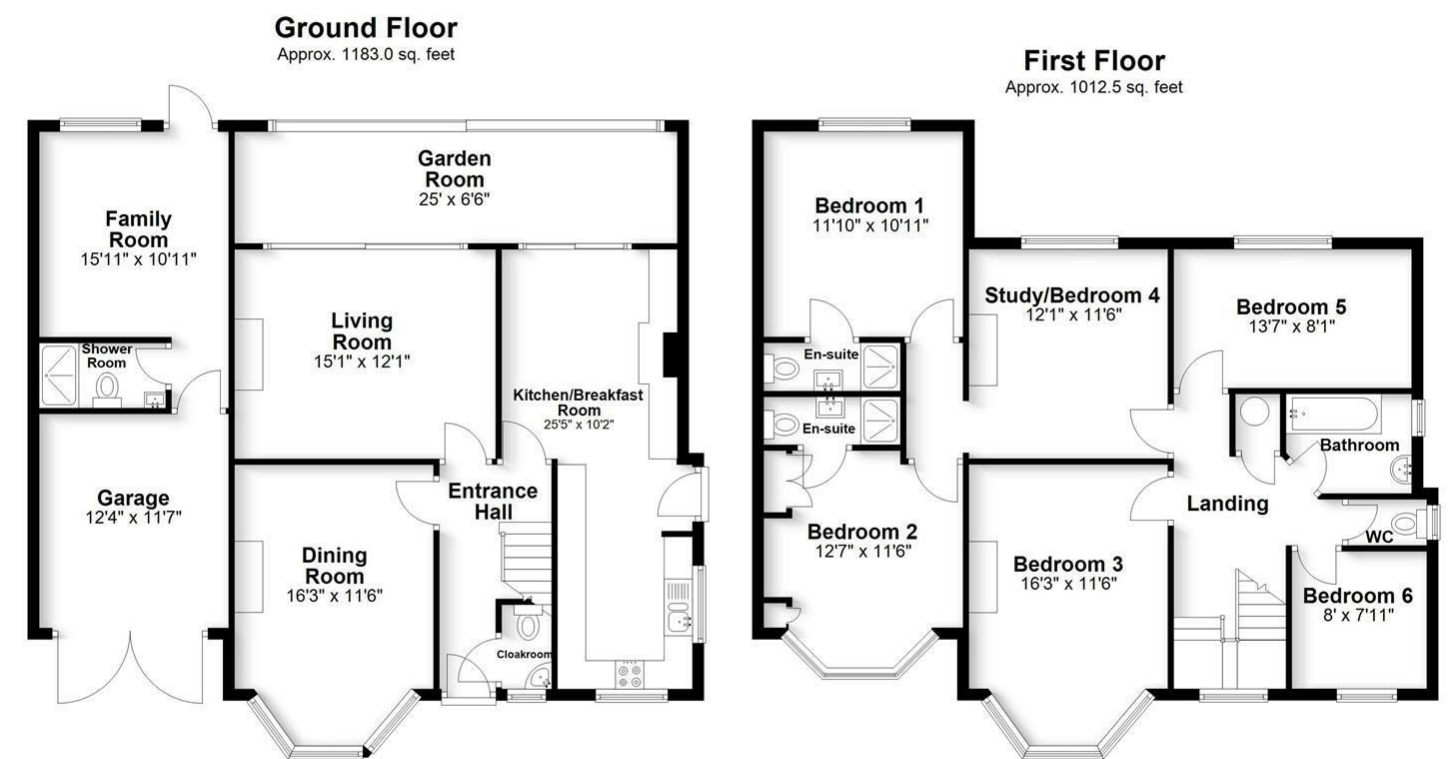 Ground Floor
Approx. 1183.0 sq. feet
Family
Room
15'11" x 10'11"
Garden
Room
25' x 6'6"
Living
Room
15'1" x 12'1"
Kitchen/Breakfast
Room
25'5" x 10'2"
Shower
Room
Garage
12'4" x 11'7"
Entrance
Hall
Dining
Room
16'3" x 11'6"
Cloakroom
First Floor
Approx. 1012.5 sq. feet
Bedroom 1
11'10" x 10'11"
Study/Bedroom 4
12'1" x 11'6"
Bedroom 5
13'7" x 8'1"
En-suite
En-suite
Bathroom
Landing
Bedroom 2
12'7" x 11'6"
WC
Bedroom 3
16'3" x 11'6"
Bedroom 6
8' x 7'11"